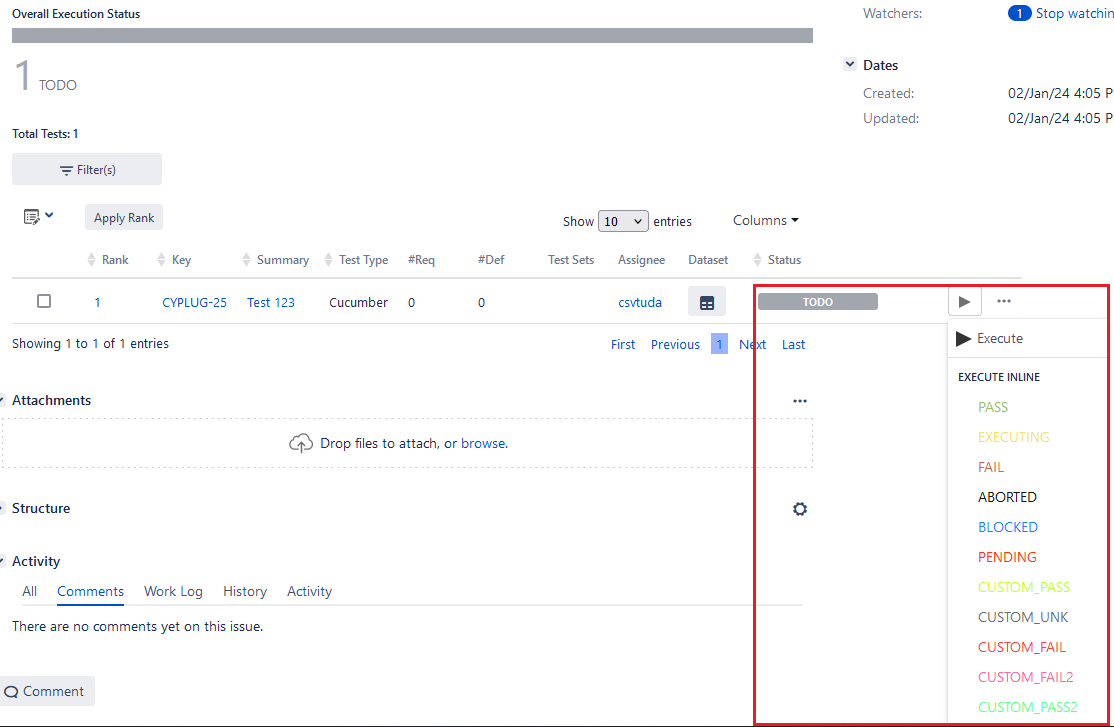 Overall Execution Status
1 TODO
Total Tests: 1
Filter(s)
Apply Rank
Show 10 entries
Columns
Rank Key Summary Test Type #Req #Def Test Sets Assignee Dataset Status
1 CYPLUG-25 Test 123 Cucumber 0 0 csvtuda TODO
Showing 1 to 1 of 1 entries
First Previous 1 Next Last
Attachments
Drop files to attach, or browse.
Structure
Activity
All Comments Work Log History Activity
There are no comments yet on this issue.
Comment
Watchers: 1 Stop watchin
Dates
Created: 02/Jan/24 4:05 P
Updated: 02/Jan/24 4:05 P
Execute
EXECUTE INLINE
PASS
EXECUTING
FAIL
ABORTED
BLOCKED
PENDING
CUSTOM_PASS
CUSTOM_UNK
CUSTOM_FAIL
CUSTOM_FAIL2
CUSTOM_PASS2